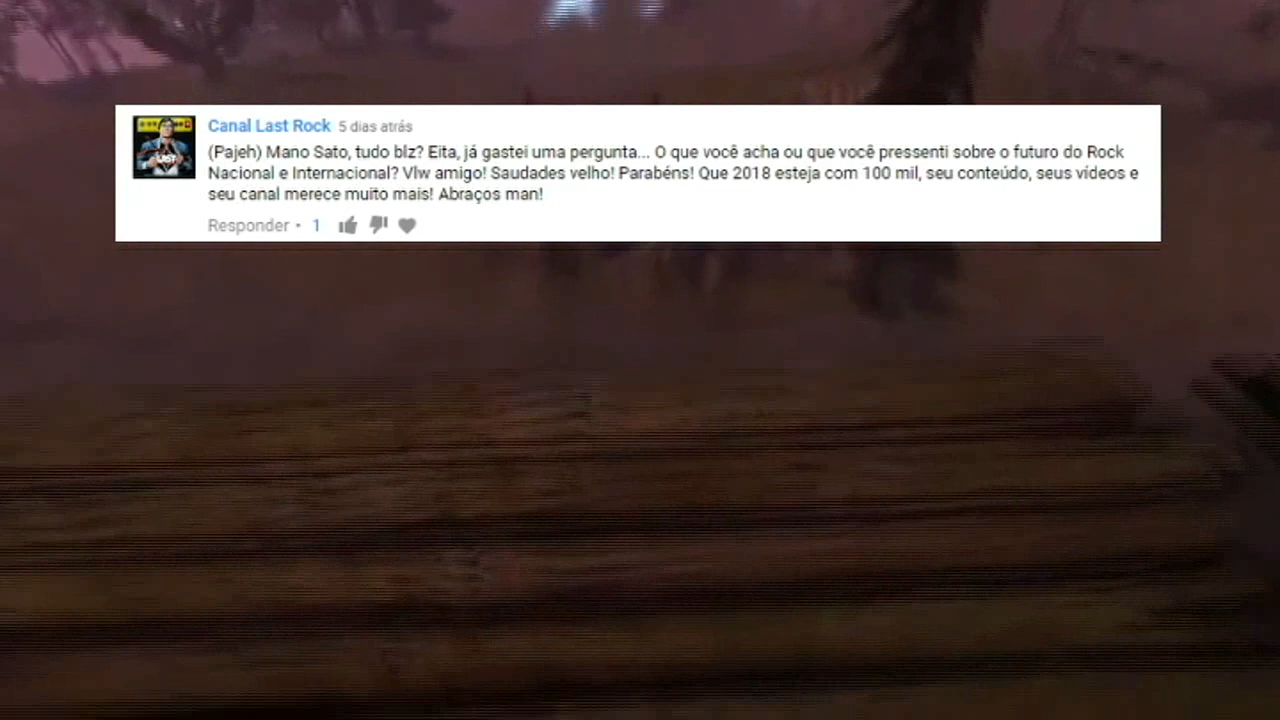 Canal Last Rock 5 dias atrás
(Pajeh) Mano Sato, tudo blz? Eita, já gastei uma pergunta... O que você acha ou que você pressenti sobre o futuro do Rock
Nacional e Internacional? Vlw amigo! Saudades velho! Parabéns! Que 2018 esteja com 100 mil, seu conteúdo, seus vídeos e
seu canal merece muito mais! Abraços man!
Responder • 1